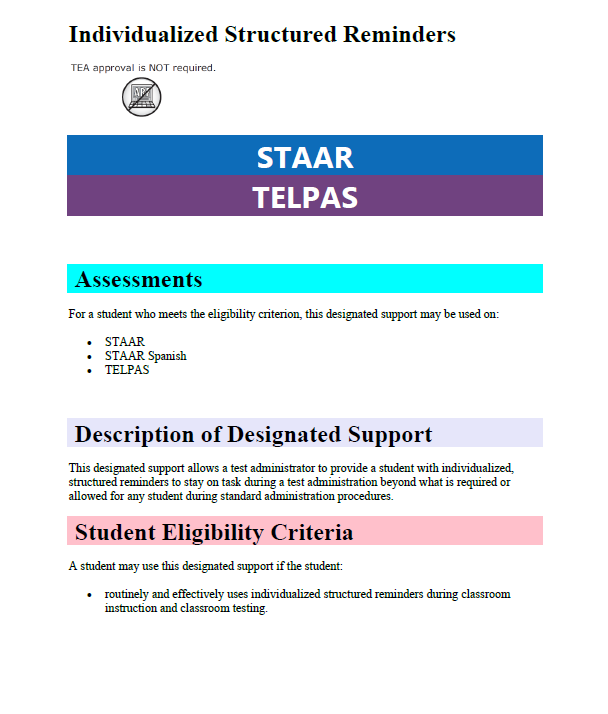 Individualized Structured Reminders
TEA approval is NOT required.
STAAR
TELPAS
Assessments
For a student who meets the eligibility criterion, this designated support may be used on:
• STAAR
• STAAR Spanish
• TELPAS
Description of Designated Support
This designated support allows a test administrator to provide a student with individualized,
structured reminders to stay on task during a test administration beyond what is required or
allowed for any student during standard administration procedures.
Student Eligibility Criteria
A student may use this designated support if the student:
• routinely and effectively uses individualized structured reminders during classroom
instruction and classroom testing.